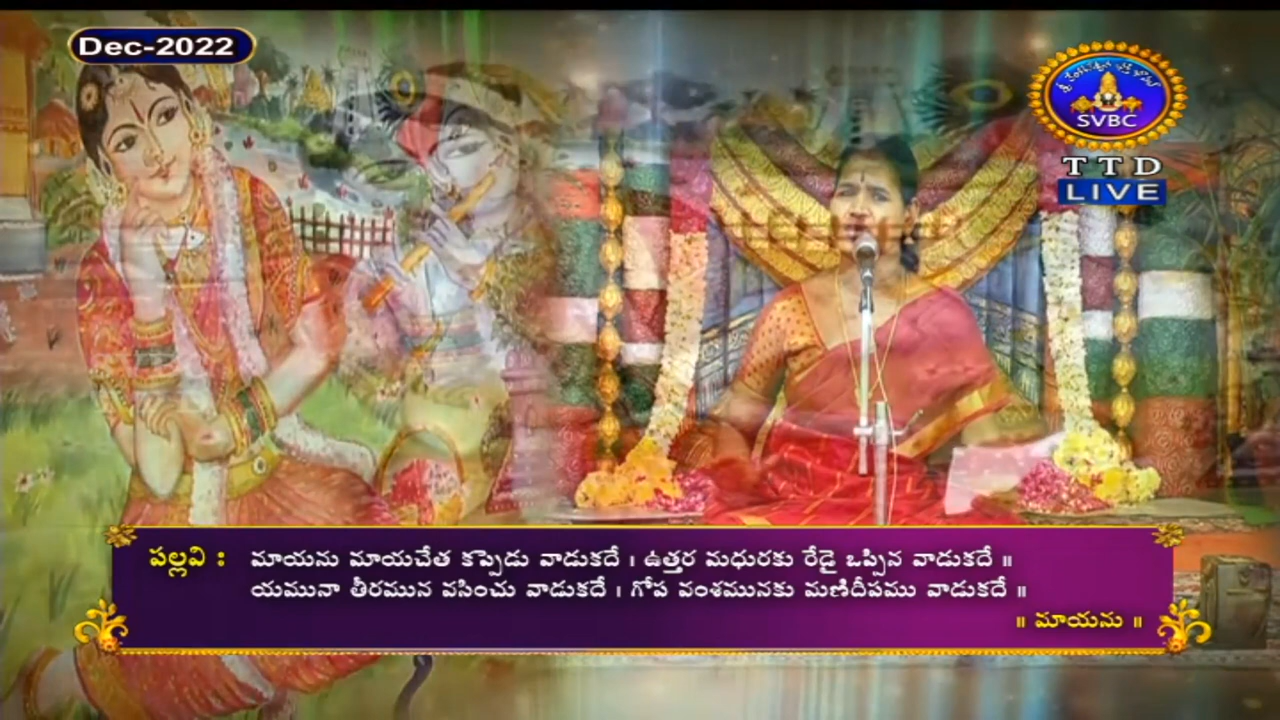 Dec-2022
SVBC
TTD
LIVE
పల్లవి : మాయను మాయచేత కప్పెడు వాడుకదే । ఉత్తర మధురకు రేడై ఒప్పిన వాడుకదే ॥
యమునా తీరమున వసించు వాడుకదే । గోప వంశమునకు మణిదీపము వాడుకదే ॥
॥ మాయను ॥